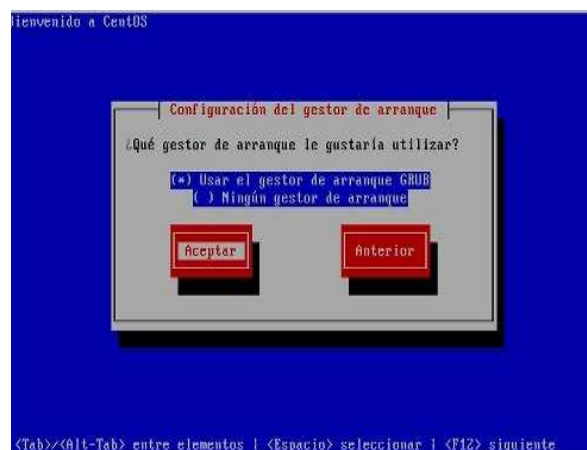 Bienvenido a CentOS
Configuración del gestor de arranque
¿Qué gestor de arranque le gustaría utilizar?
(*) Usar el gestor de arranque GRUB
( ) Ningún gestor de arranque
Aceptar Anterior
<Tab>/<Alt-Tab> entre elementos | <Espacio> seleccionar | <F12> siguiente